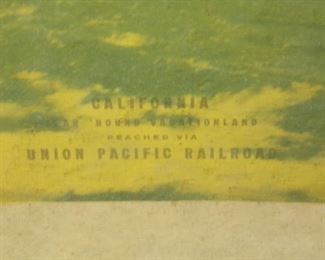 CALIFORNIA
YEAR 'ROUND VACATIONLAND
REACHED VIA
UNION PACIFIC RAILROAD